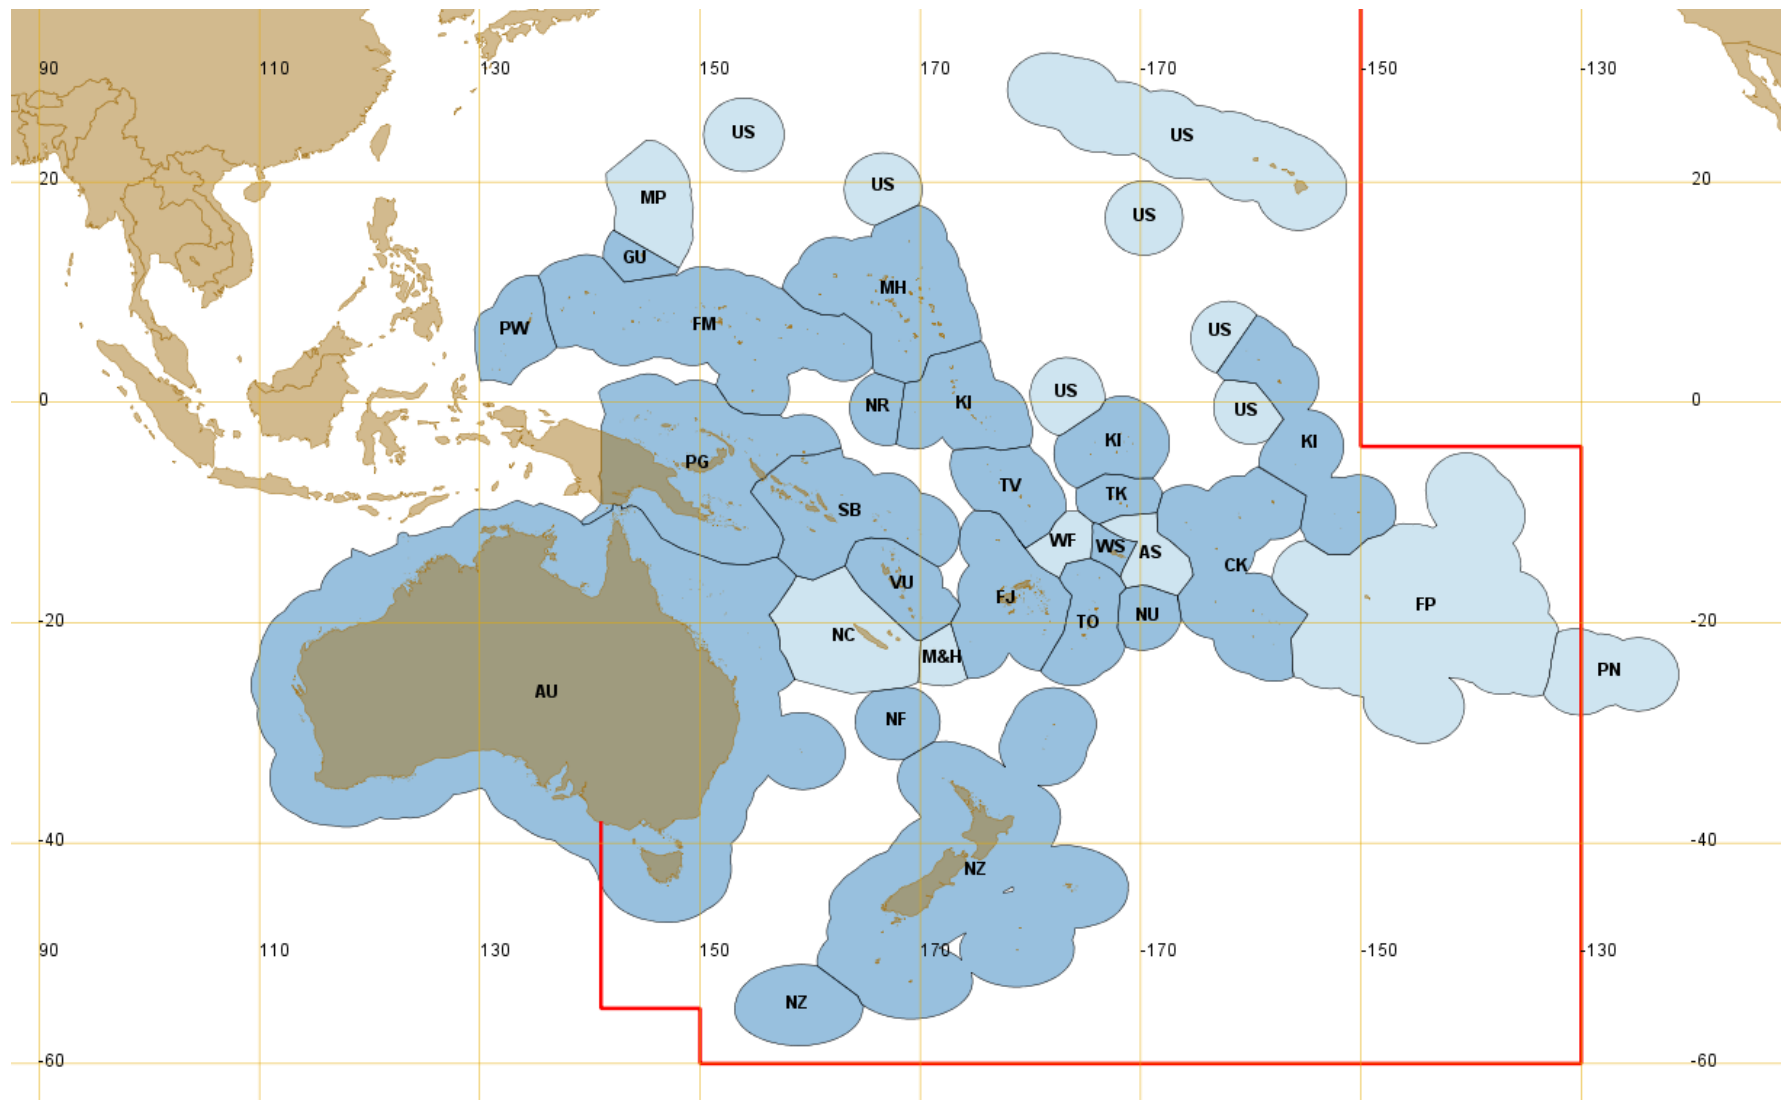 90 110 130 150 170 -170 -150 -130
US US
20 MP US US 20
GU
MH
PW FM US
0 NR KI US US 0
KI KI
PG
TV TK
SB
WF WS AS
CK
VU
FJ FP
-20 NC TO NU -20
M&H
PN
AU
NF
-40 NZ -40
90 110 130 150 170 -170 -150 -130
NZ
-60 -60